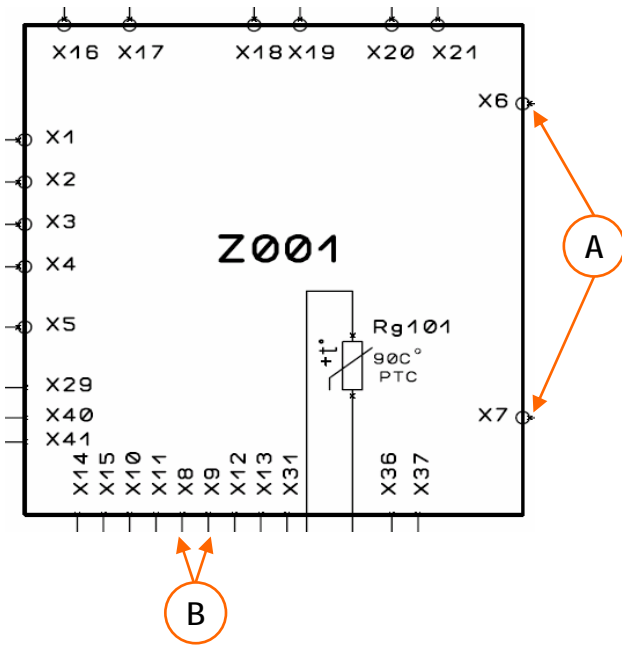 X16 X17 X18 X19 X20 X21
X6
X1
X2
X3
X4
X5
A
Z001
Rg101
+t°
90C°
PTC
X29
X40
X41
X7
X14 X15 X10 X11 X8 X9 X12 X13 X31 X36 X37
B